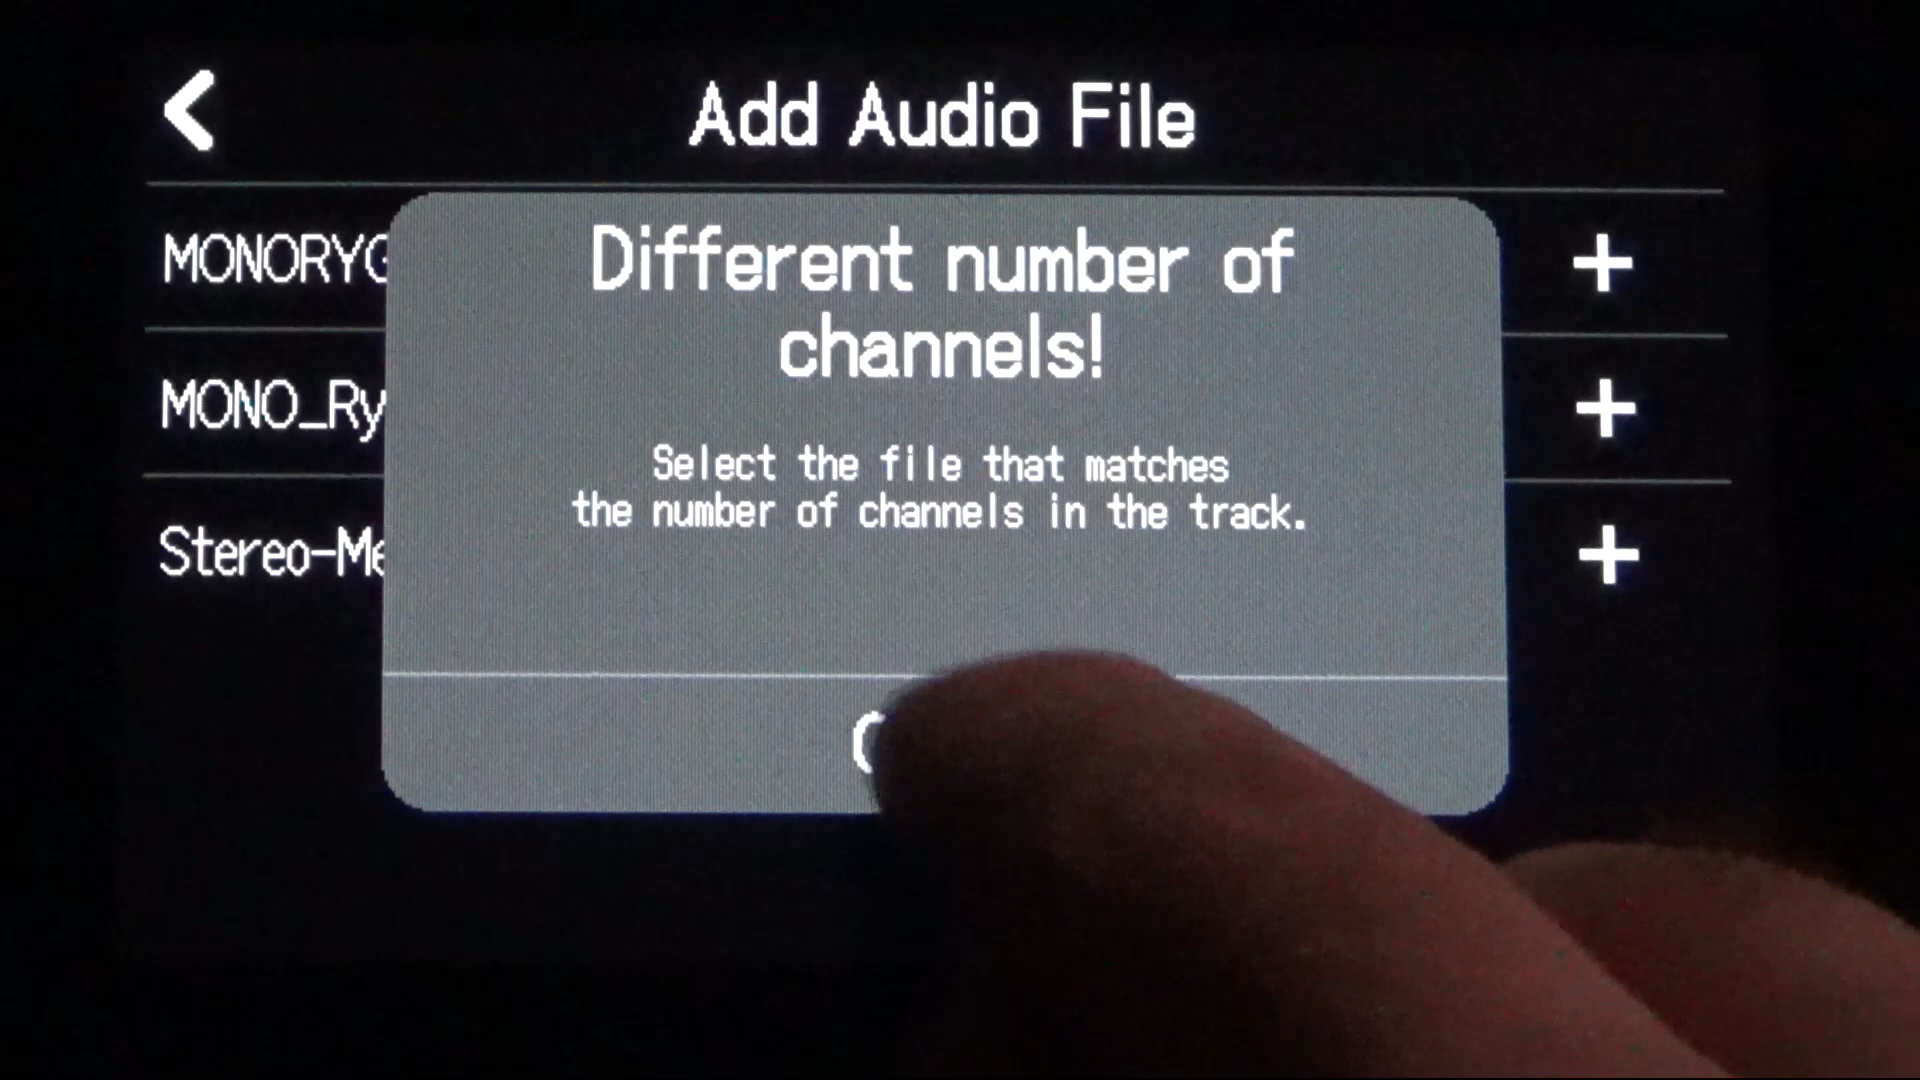 Add Audio File
Different number of
channels!
MONORYG
MONO_Ry
Select the file that matches
the number of channels in the track.
Stereo-Me